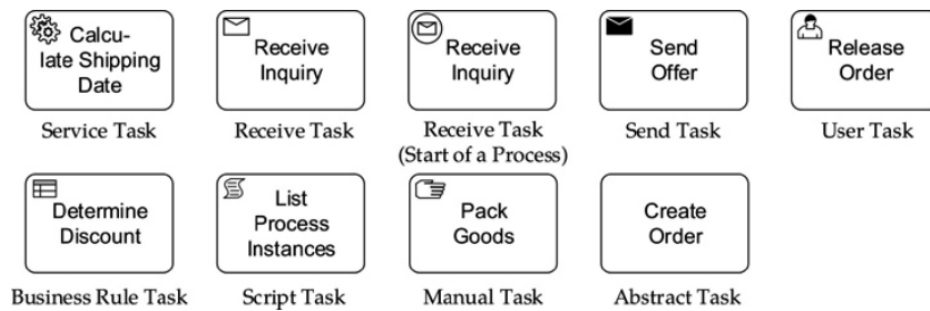 Calcu-
late Shipping
Date
Service Task
Receive
Inquiry
Receive Task
Receive
Inquiry
Receive Task
(Start of a Process)
Send
Offer
Send Task
Release
Order
User Task
Determine
Discount
Business Rule Task
List
Process
Instances
Script Task
Pack
Goods
Manual Task
Create
Order
Abstract Task